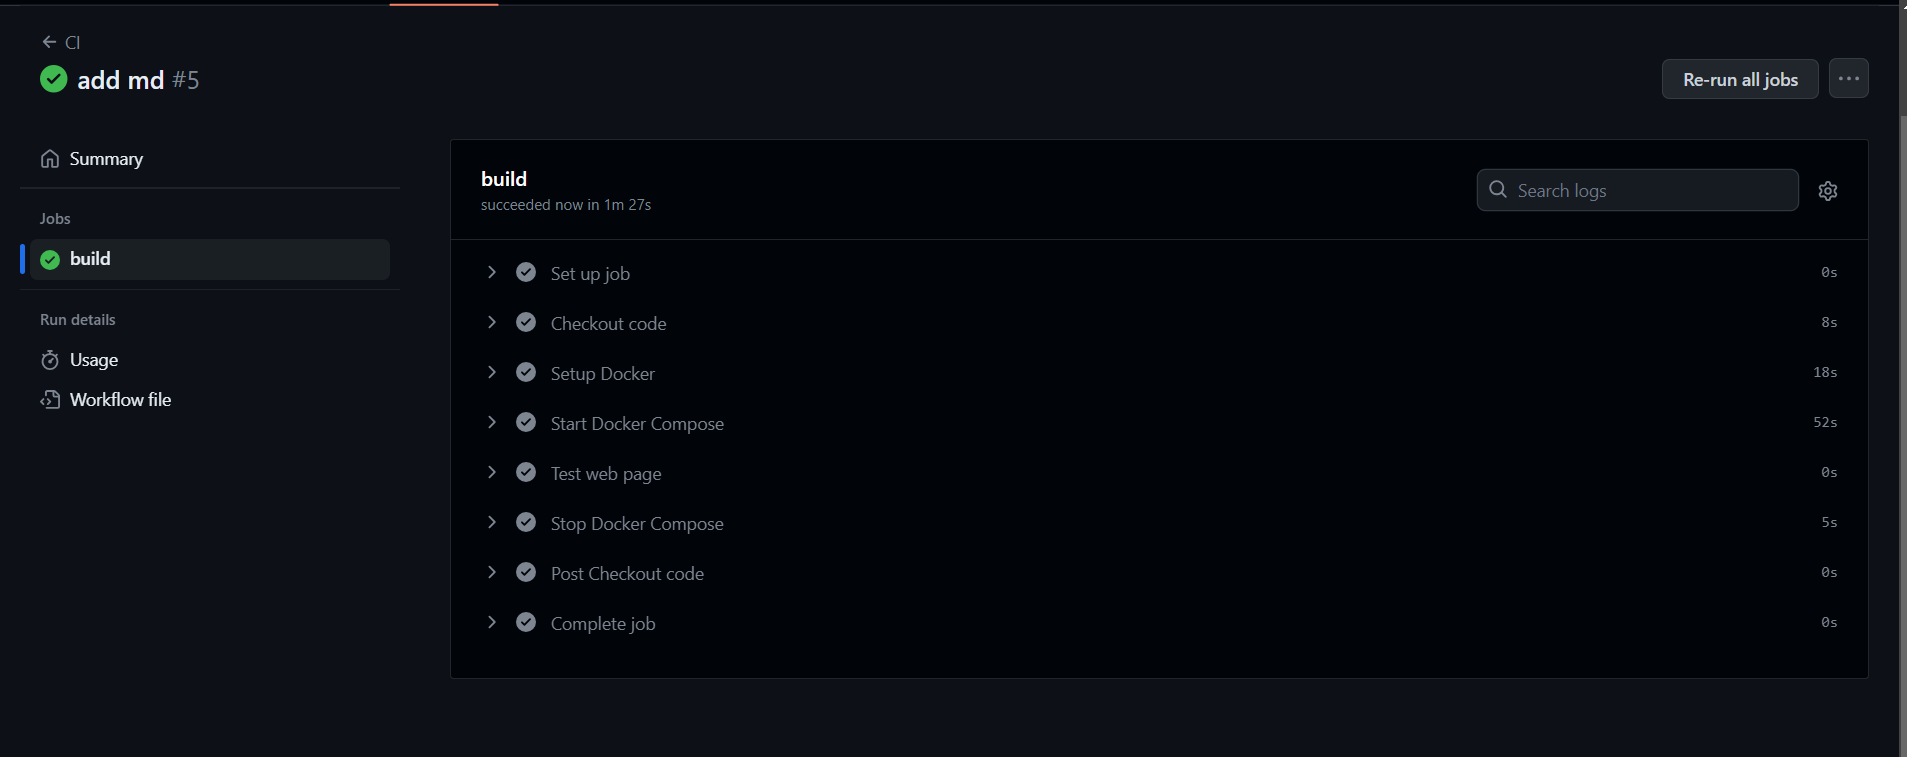 CI
add md #5
Re-run all jobs
Summary
Jobs
build
Run details
Usage
Workflow file
build
succeeded now in 1m 27s
Search logs
Set up job 0s
Checkout code 8s
Setup Docker 18s
Start Docker Compose 52s
Test web page 0s
Stop Docker Compose 5s
Post Checkout code 0s
Complete job 0s